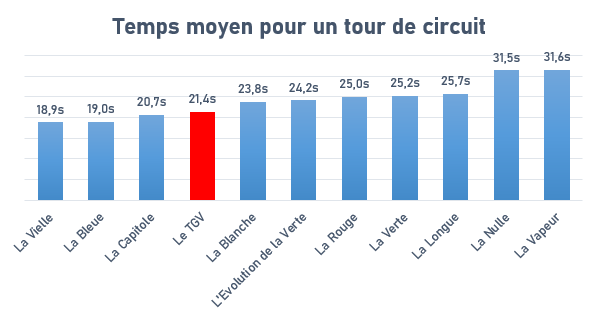 Temps moyen pour un tour de circuit
18,9s
19,0s
20,7s
21,4s
23,8s
24,2s
25,0s
25,2s
25,7s
31,5s
31,6s
La Vielle
La Bleue
La Capitole
Le TGV
La Blanche
L'Evolution de la Verte
La Rouge
La Verte
La Longue
La Nulle
La Vapeur